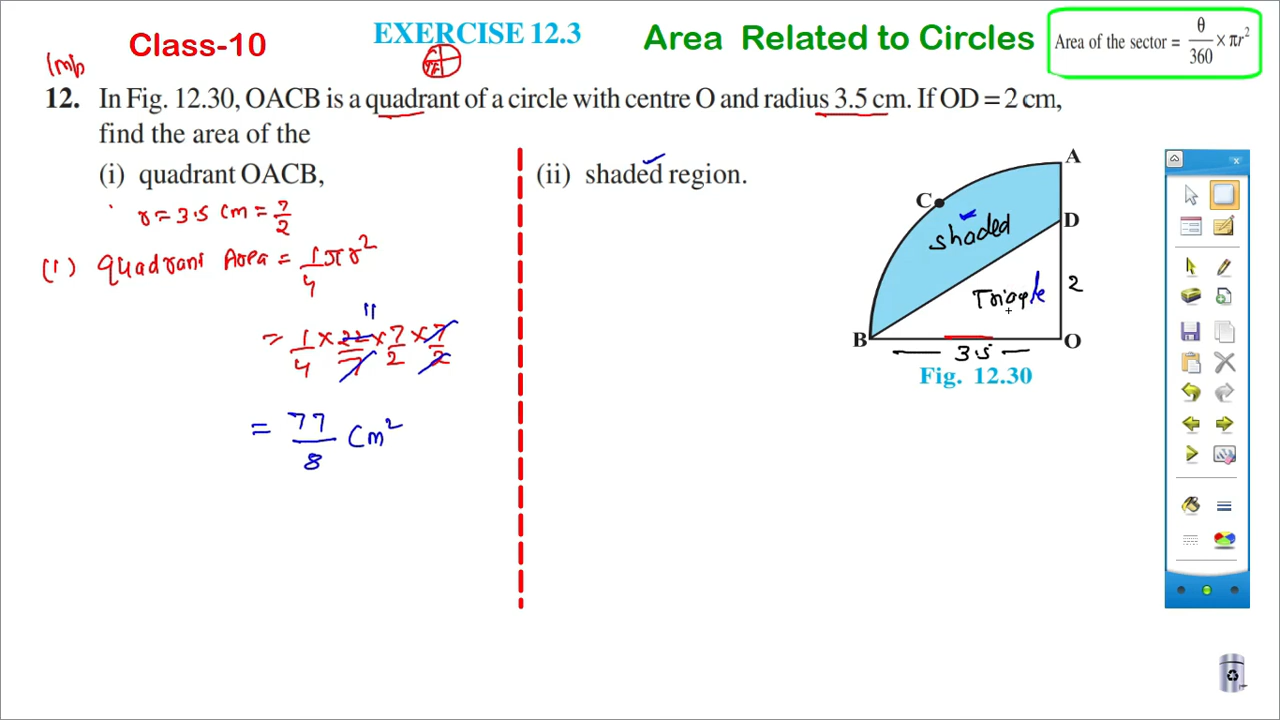 Class-10
EXERCISE 12.3
Area Related to Circles
Area of the sector = θ/360 × πr²
Imp
12. In Fig. 12.30, OACB is a quadrant of a circle with centre O and radius 3.5 cm. If OD = 2 cm,
find the area of the
(i) quadrant OACB,
(ii) shaded region.
r = 3.5 cm = 7/2
(1) Quadrant Area = 1/4 πr²
11
= 1/4 × 22/7 × 7/2 × 7/2
= 77/8 cm²
A
C
shaded
D
Triangle
2
B
O
3.5
Fig. 12.30